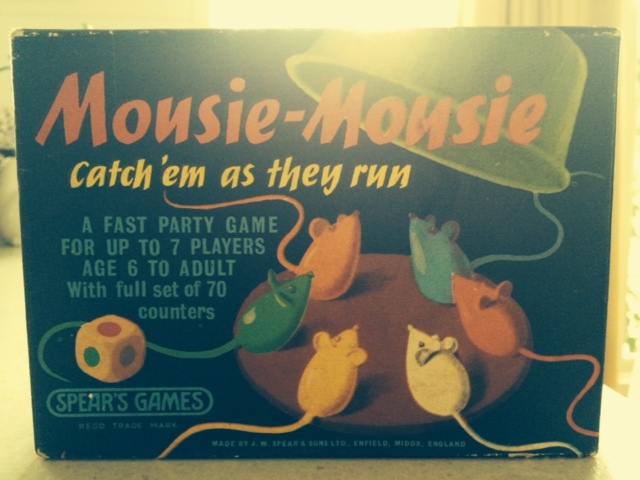 Mousie-Mousie
Catch 'em as they run
A FAST PARTY GAME
FOR UP TO 7 PLAYERS
AGE 6 TO ADULT
With full set of 70
counters
SPEAR'S GAMES
REGD TRADE MARK
MADE BY J. W. SPEAR & SONS LTD., ENFIELD, MIDDX, ENGLAND